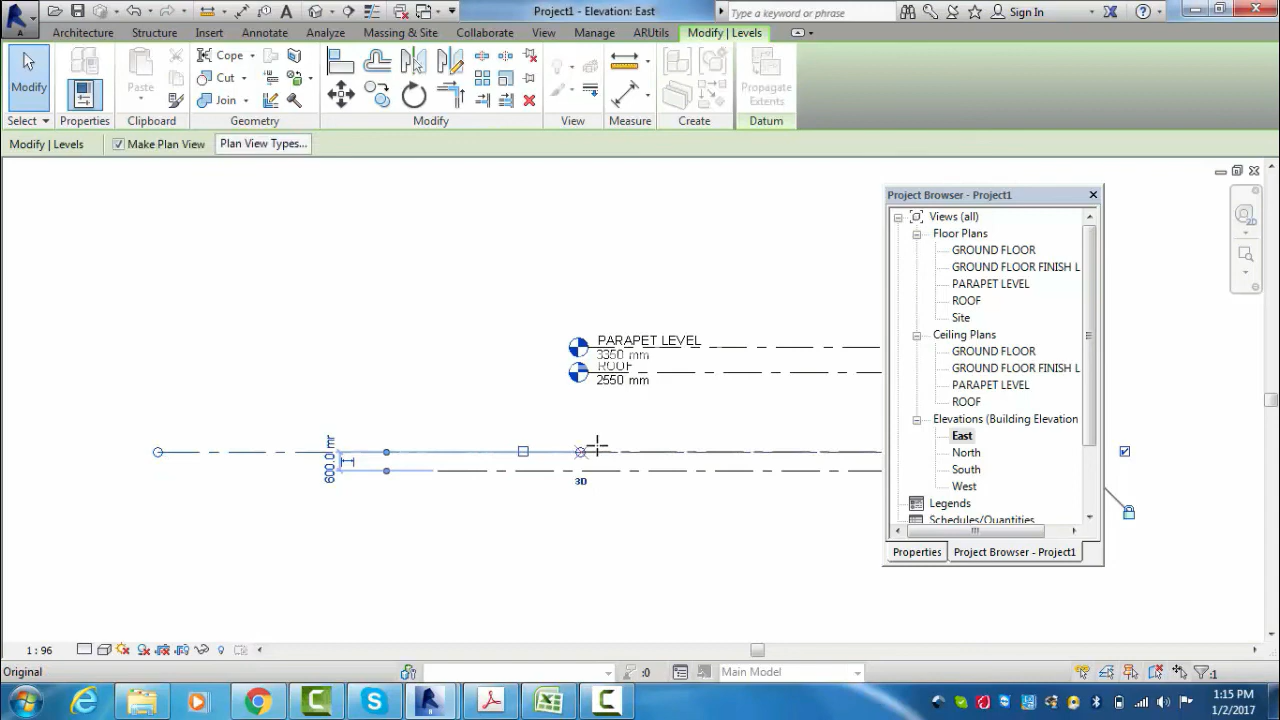 Project1 - Elevation: East
Type a keyword or phrase
Sign In
Architecture Structure Insert Annotate Analyze Massing & Site Collaborate View Manage ARUtils Modify | Levels
Modify
Paste
Cope
Cut
Join
Propagate
Extents
Select Properties Clipboard Geometry Modify View Measure Create Datum
Modify | Levels Make Plan View Plan View Types...
PARAPET LEVEL
3350 mm
ROOF
2550 mm
600.0 mr
3D
Project Browser - Project1
Views (all)
Floor Plans
GROUND FLOOR
GROUND FLOOR FINISH L
PARAPET LEVEL
ROOF
Site
Ceiling Plans
GROUND FLOOR
GROUND FLOOR FINISH L
PARAPET LEVEL
ROOF
Elevations (Building Elevation
East
North
South
West
Legends
Schedules/Quantities
Properties Project Browser - Project1
2D
1 : 96
Original
:0
Main Model
:1
1:15 PM
1/2/2017